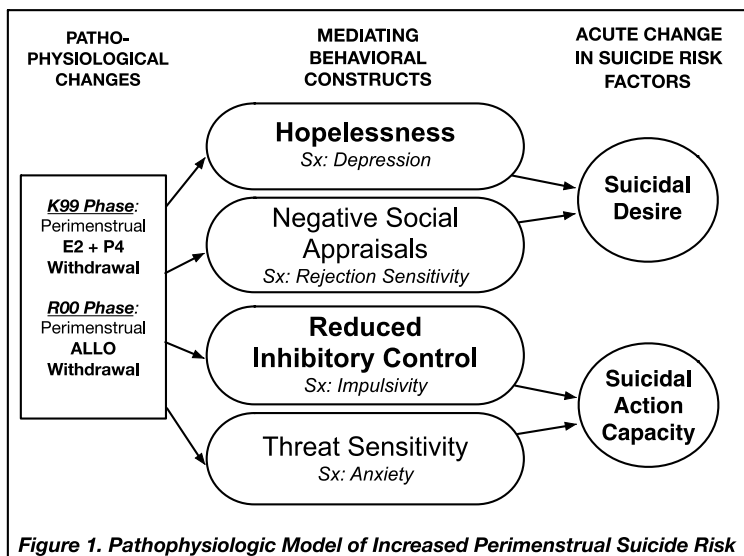 PATHO-
PHYSIOLOGICAL
CHANGES
MEDIATING
BEHAVIORAL
CONSTRUCTS
ACUTE CHANGE
IN SUICIDE RISK
FACTORS
K99 Phase:
Perimenstrual
E2 + P4
Withdrawal
R00 Phase:
Perimenstrual
ALLO
Withdrawal
Hopelessness
Sx: Depression
Negative Social
Appraisals
Sx: Rejection Sensitivity
Reduced
Inhibitory Control
Sx: Impulsivity
Threat Sensitivity
Sx: Anxiety
Suicidal
Desire
Suicidal
Action
Capacity
Figure 1. Pathophysiologic Model of Increased Perimenstrual Suicide Risk